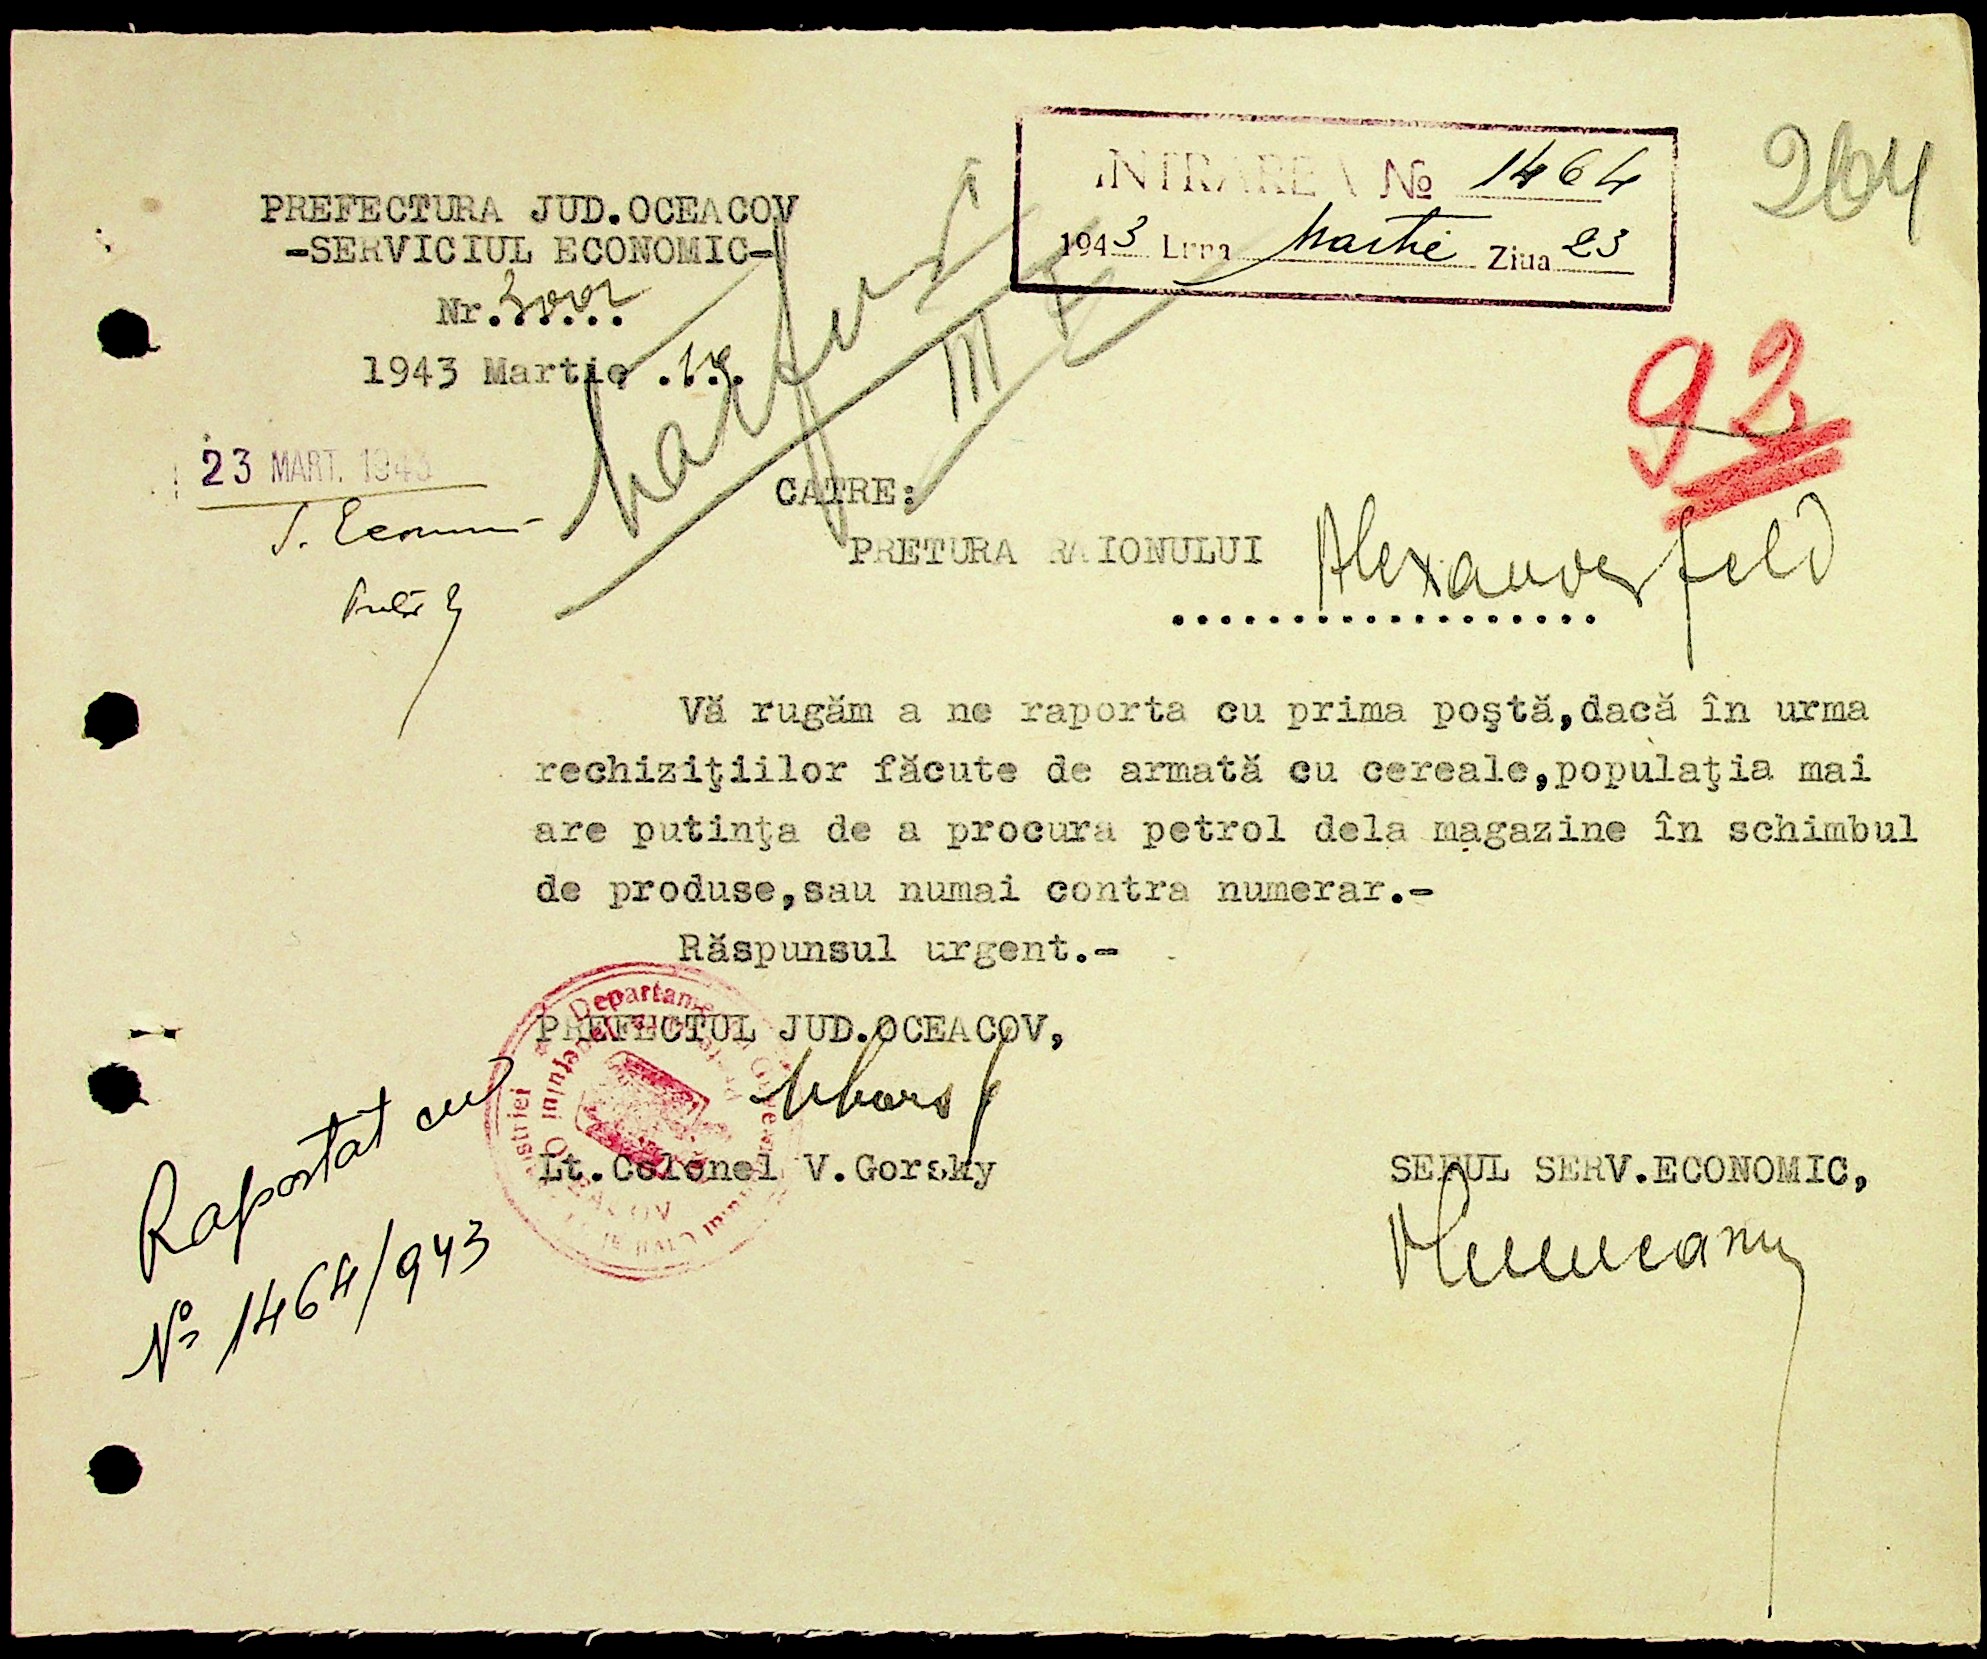 INTRAREA № 1464
1943 Luna Martie Ziua 23
204
PREFECTURA JUD.OCEACOV
-SERVICIUL ECONOMIC-
Nr.
1943 Martie
92
23 MART. 1943
CATRE:
PRETURA RAIONULUI Alexanderfeld
Vă rugăm a ne raporta cu prima poştă,dacă în urma
rechiziţiilor făcute de armată cu cereale,populaţia mai
are putinţa de a procura petrol dela magazine în schimbul
de produse,sau numai contra numerar.-
Răspunsul urgent.-
PREFECTUL JUD.OCEACOV,
Lt.Colonel V.Gorsky
SEFUL SERV.ECONOMIC,
Raportat cu
№ 1464/943